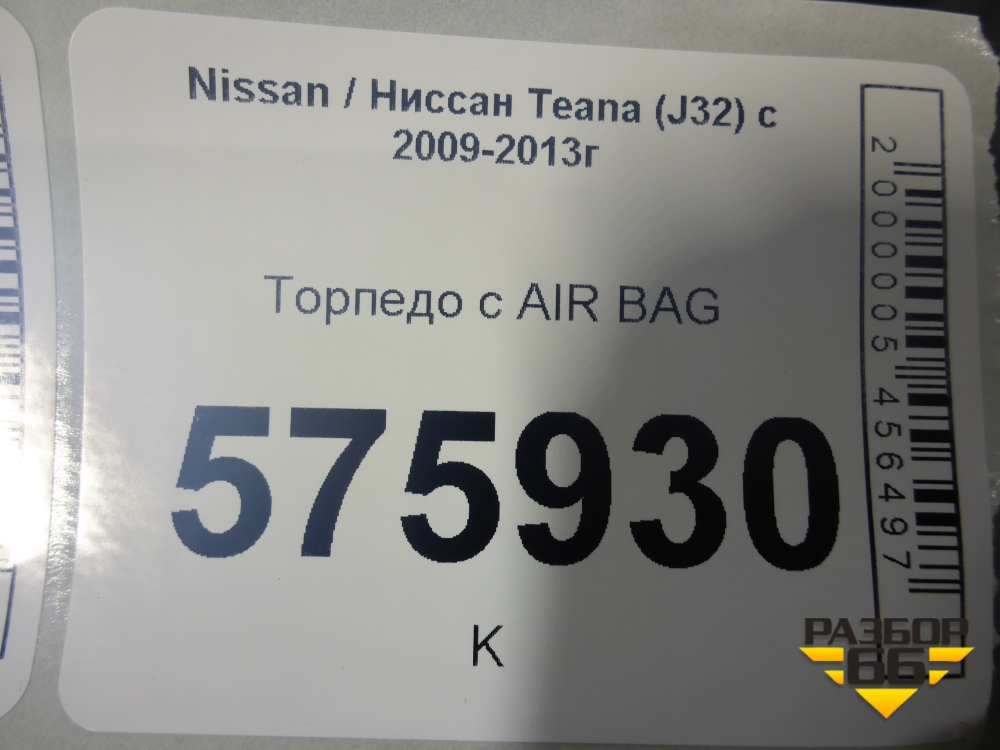 Nissan / Ниссан Teana (J32) с
2009-2013г
Торпедо с AIR BAG
575930
К
2000005456497
РАЗБОР
66